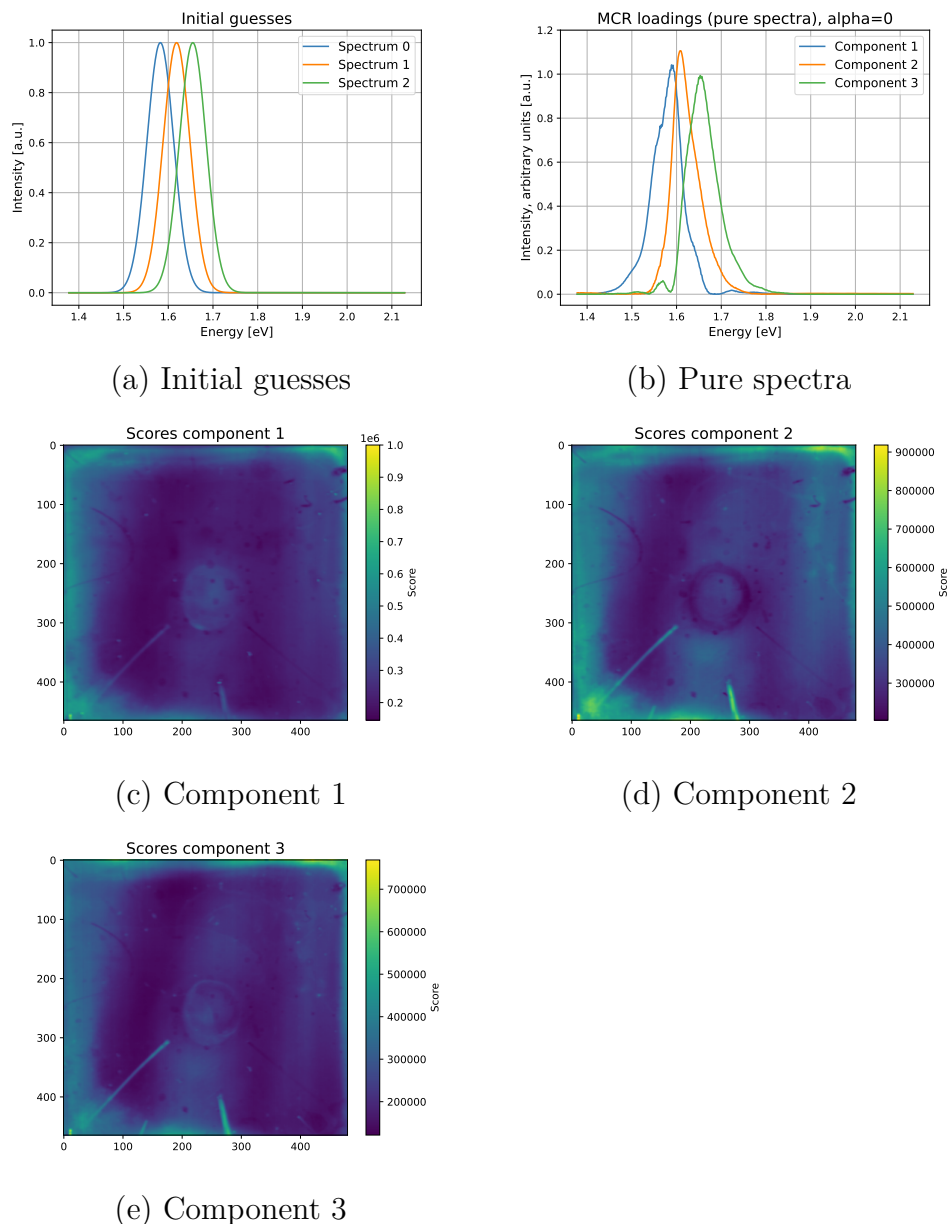 Initial guesses
Intensity [a.u.]
1.0
0.8
0.6
0.4
0.2
0.0
Spectrum 0
Spectrum 1
Spectrum 2
1.4 1.5 1.6 1.7 1.8 1.9 2.0 2.1
Energy [eV]
(a) Initial guesses
MCR loadings (pure spectra), alpha=0
Intensity, arbitrary units [a.u.]
1.2
1.0
0.8
0.6
0.4
0.2
0.0
Component 1
Component 2
Component 3
1.4 1.5 1.6 1.7 1.8 1.9 2.0 2.1
Energy [eV]
(b) Pure spectra
Scores component 1
0
100
200
300
400
0 100 200 300 400
1e6
1.0
0.9
0.8
0.7
0.6
0.5
0.4
0.3
0.2
Score
(c) Component 1
Scores component 2
0
100
200
300
400
0 100 200 300 400
900000
800000
700000
600000
500000
400000
300000
Score
(d) Component 2
Scores component 3
0
100
200
300
400
0 100 200 300 400
700000
600000
500000
400000
300000
200000
Score
(e) Component 3